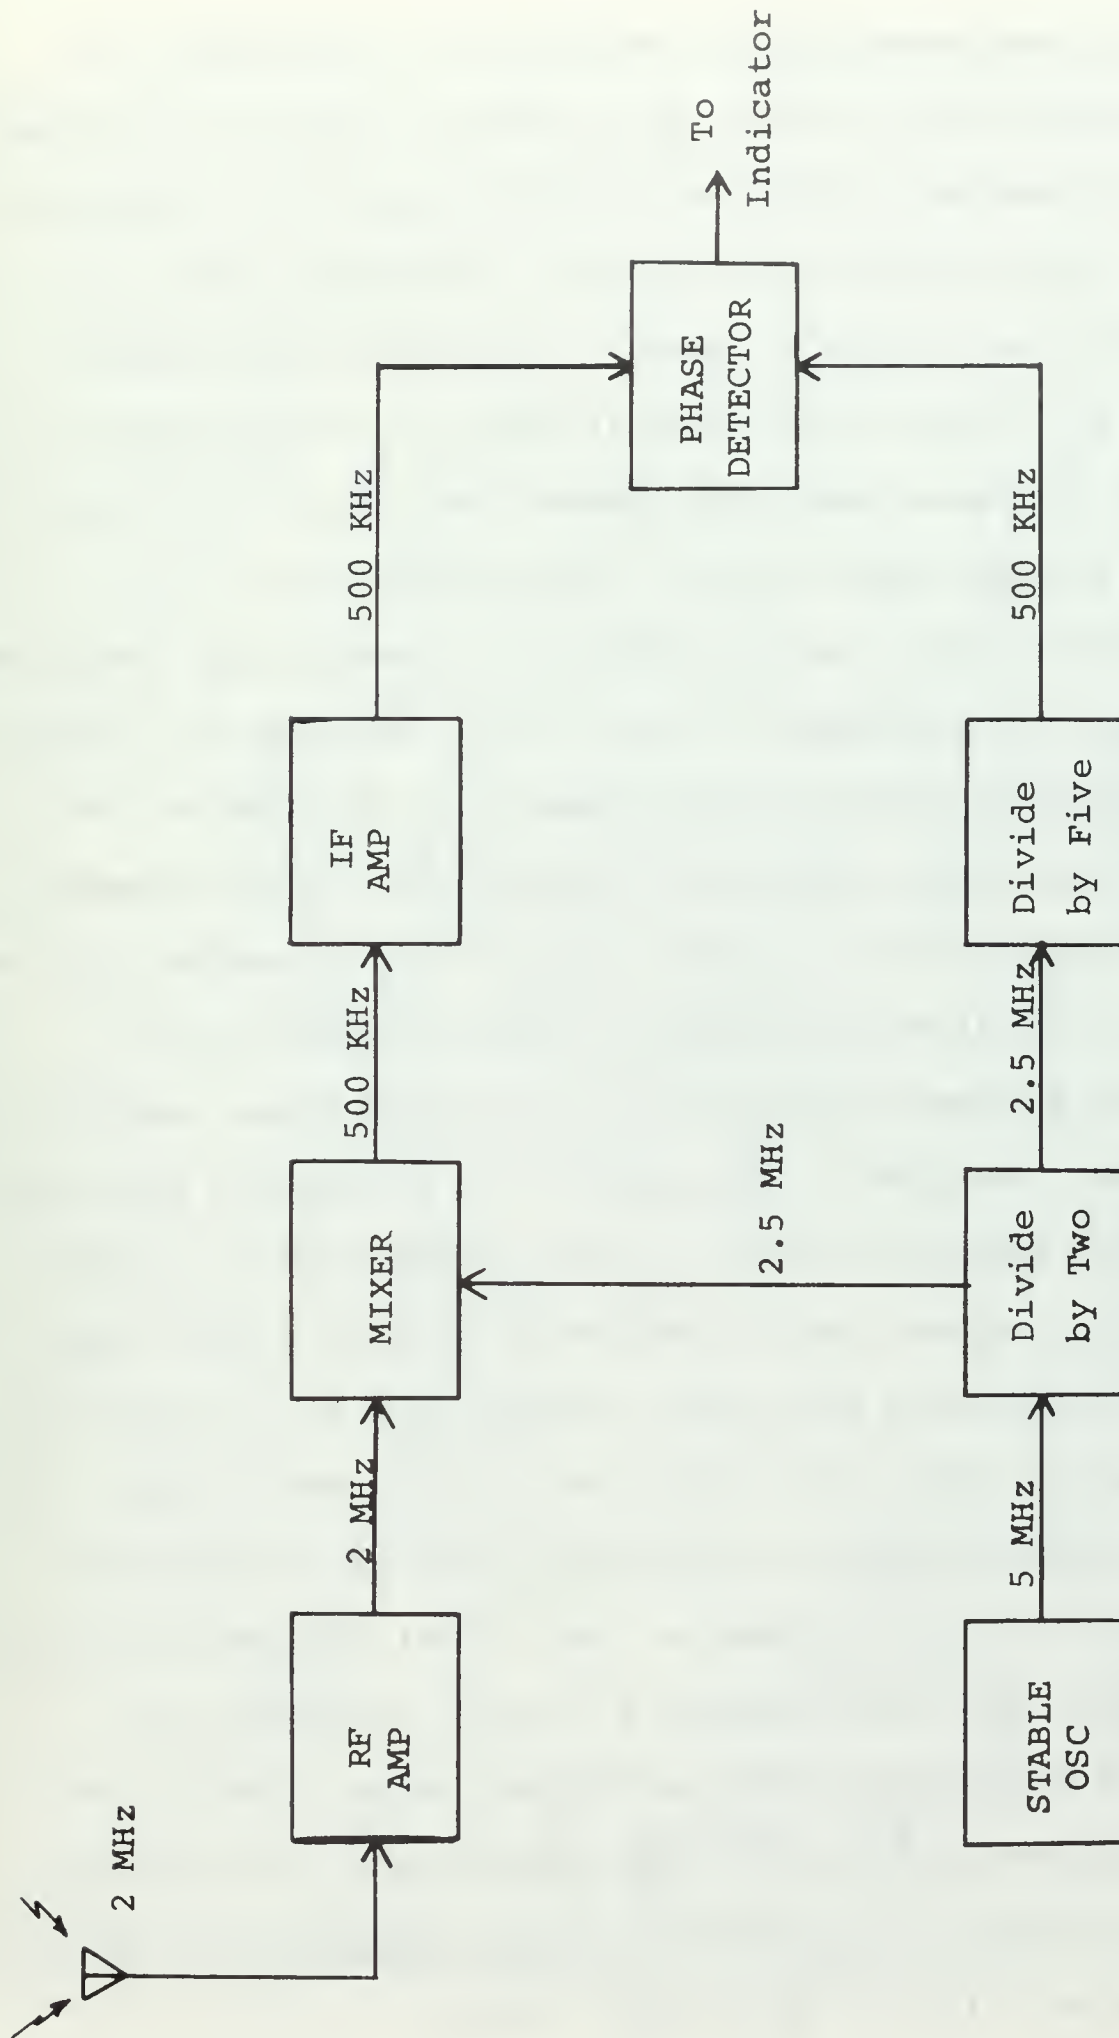 2 MHz
RF
AMP
2 MHz
MIXER
500 KHz
IF
AMP
500 KHz
2.5 MHz
PHASE
DETECTOR
To
Indicator
STABLE
OSC
5 MHz
Divide
by Two
2.5 MHz
Divide
by Five
500 KHz